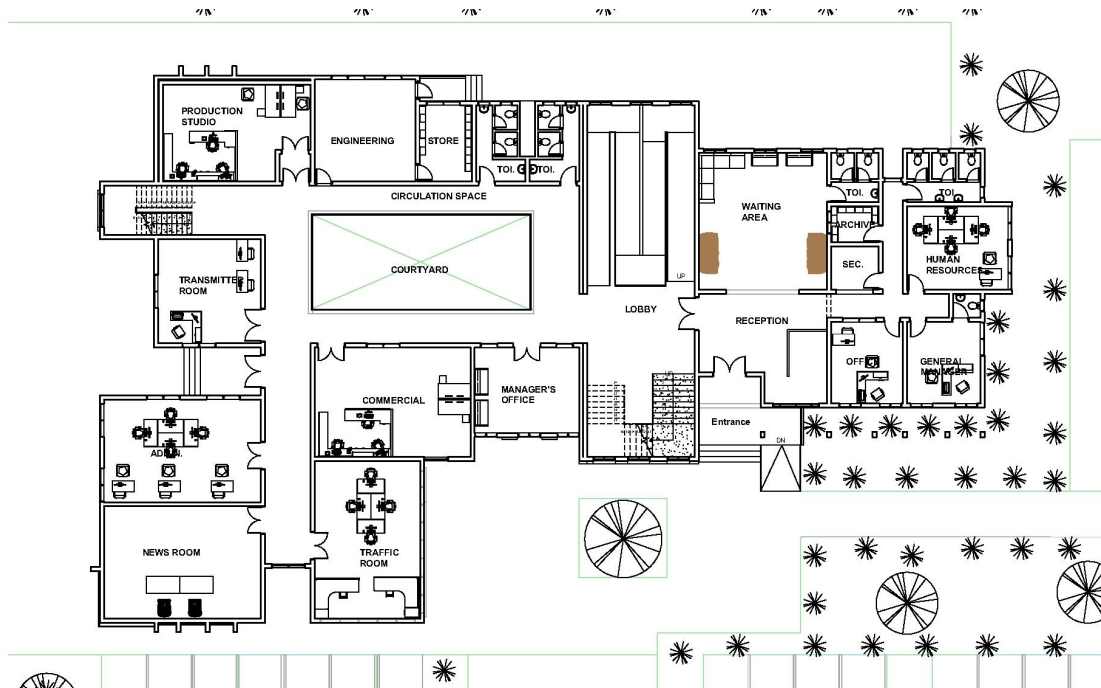 PRODUCTION
STUDIO
ENGINEERING
STORE
TOI.
TOI.
CIRCULATION SPACE
WAITING
AREA
TOI.
TOI.
ARCHIVE
SEC.
HUMAN
RESOURCES
TRANSMITTER
ROOM
COURTYARD
UP
LOBBY
RECEPTION
COMMERCIAL
MANAGER'S
OFFICE
UP
OFF.
GENERAL
MANAGER
Entrance
DN
ADMIN.
NEWS ROOM
TRAFFIC
ROOM